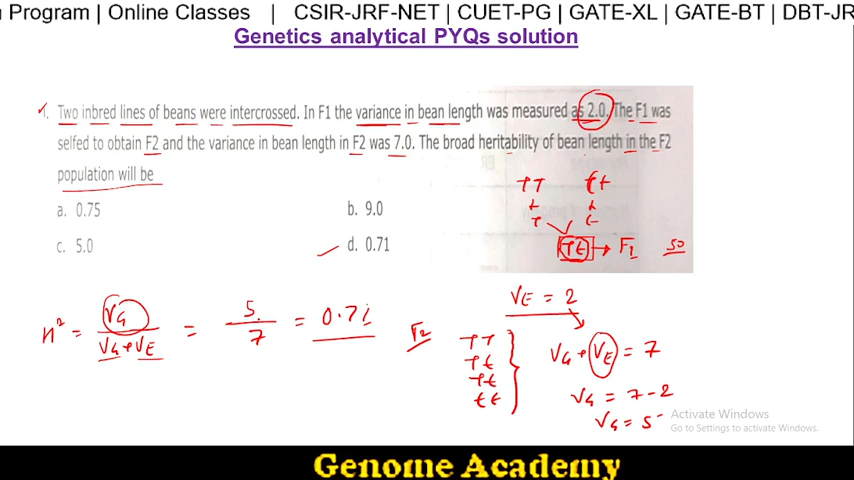 n Program | Online Classes | CSIR-JRF-NET | CUET-PG | GATE-XL | GATE-BT | DBT-JR
Genetics analytical PYQs solution
1. Two inbred lines of beans were intercrossed. In F1 the variance in bean length was measured as 2.0. The F1 was
selfed to obtain F2 and the variance in bean length in F2 was 7.0. The broad heritability of bean length in the F2
population will be
a. 0.75
b. 9.0
c. 5.0
d. 0.71
TT tt
T t
Tt → F1 50
VE = 2
H² = VG / VG + VE = 5 / 7 = 0.71
F2
TT
Tt
Tt
tt
VG + VE = 7
VG = 7 - 2
VG = 5
Activate Windows
Go to Settings to activate Windows.
Genome Academy